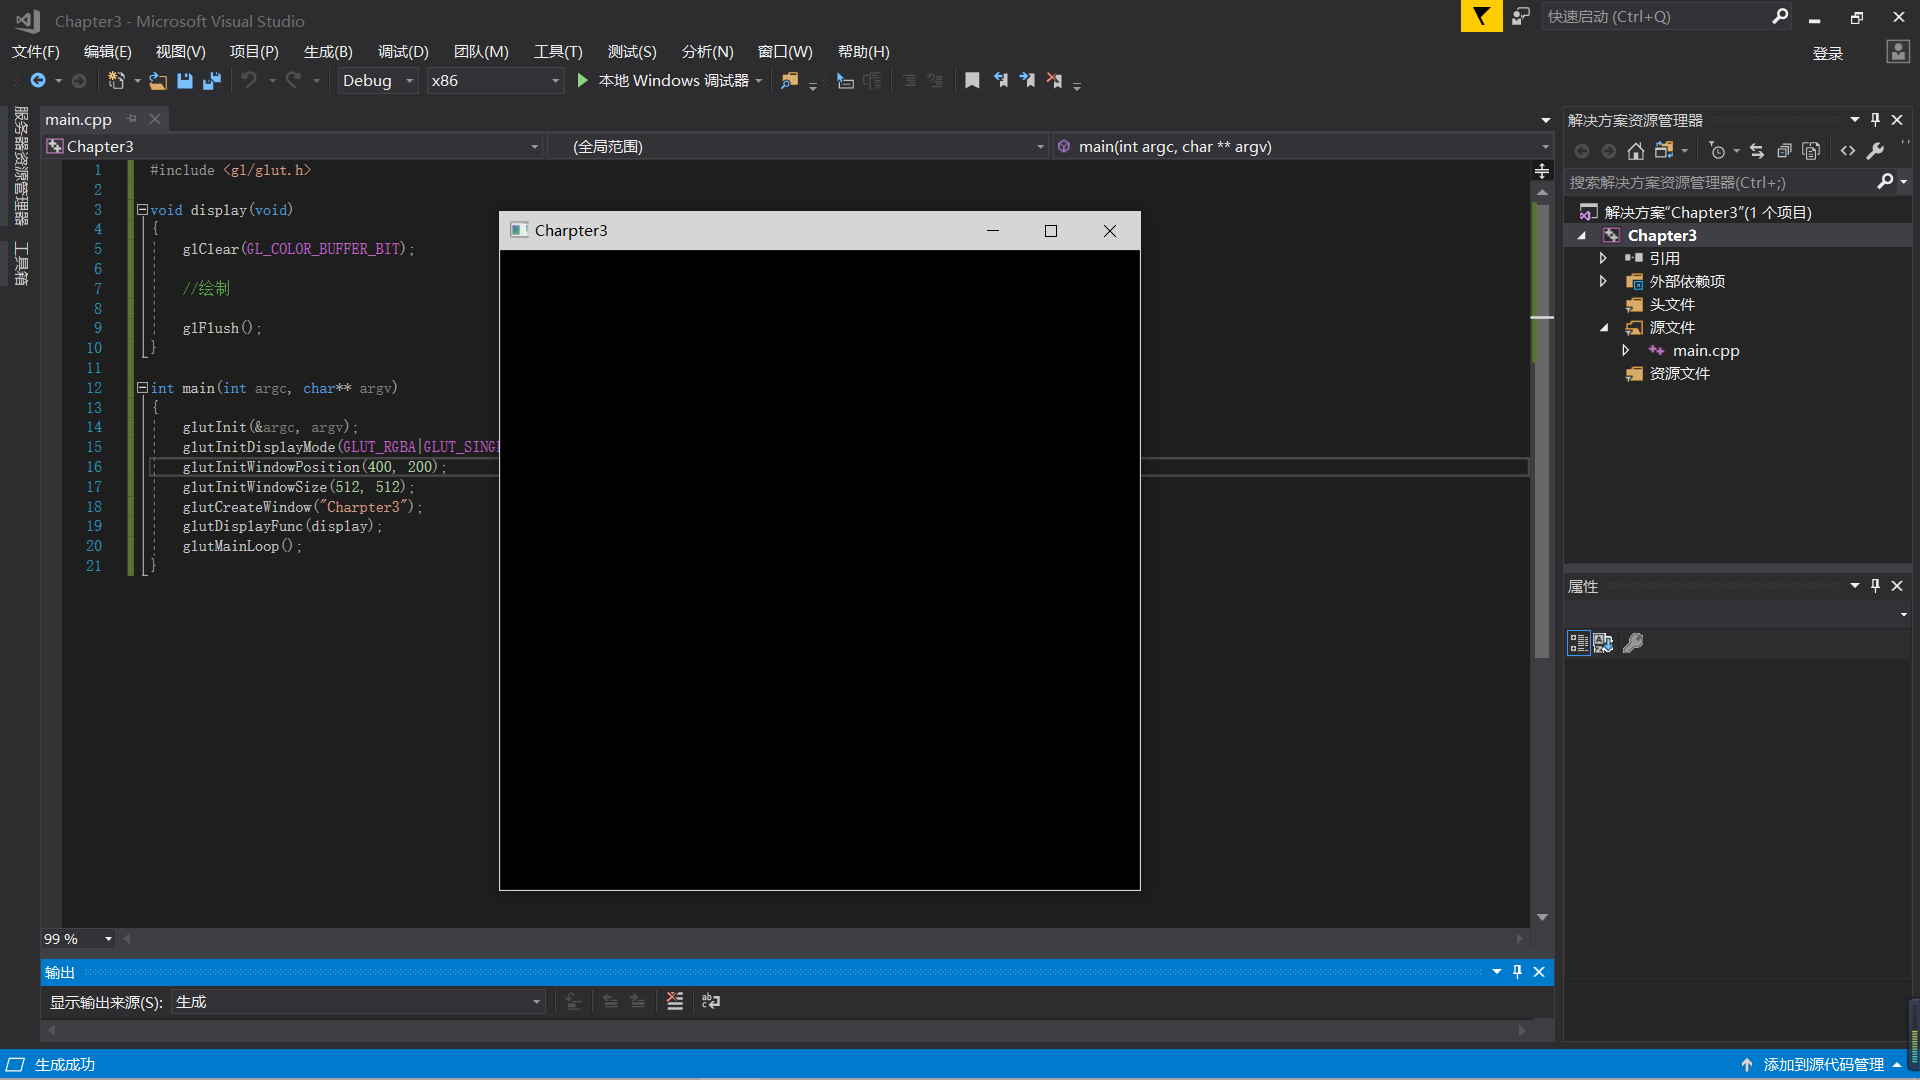 Chapter3 - Microsoft Visual Studio
快速启动 (Ctrl+Q)
文件(F) 编辑(E) 视图(V) 项目(P) 生成(B) 调试(D) 团队(M) 工具(T) 测试(S) 分析(N) 窗口(W) 帮助(H)
登录
Debug x86 本地 Windows 调试器
服务器资源管理器
工具箱
main.cpp
Chapter3 (全局范围) main(int argc, char ** argv)
1 #include <gl/glut.h>
2
3 void display(void)
4 {
5 glClear(GL_COLOR_BUFFER_BIT);
6
7 //绘制
8
9 glFlush();
10 }
11
12 int main(int argc, char** argv)
13 {
14 glutInit(&argc, argv);
15 glutInitDisplayMode(GLUT_RGBA|GLUT_SING
16 glutInitWindowPosition(400, 200);
17 glutInitWindowSize(512, 512);
18 glutCreateWindow("Charpter3");
19 glutDisplayFunc(display);
20 glutMainLoop();
21 }
Charpter3
99 %
输出
显示输出来源(S): 生成
生成成功
解决方案资源管理器
搜索解决方案资源管理器(Ctrl+;)
解决方案"Chapter3"(1 个项目)
Chapter3
引用
外部依赖项
头文件
源文件
main.cpp
资源文件
属性
添加到源代码管理